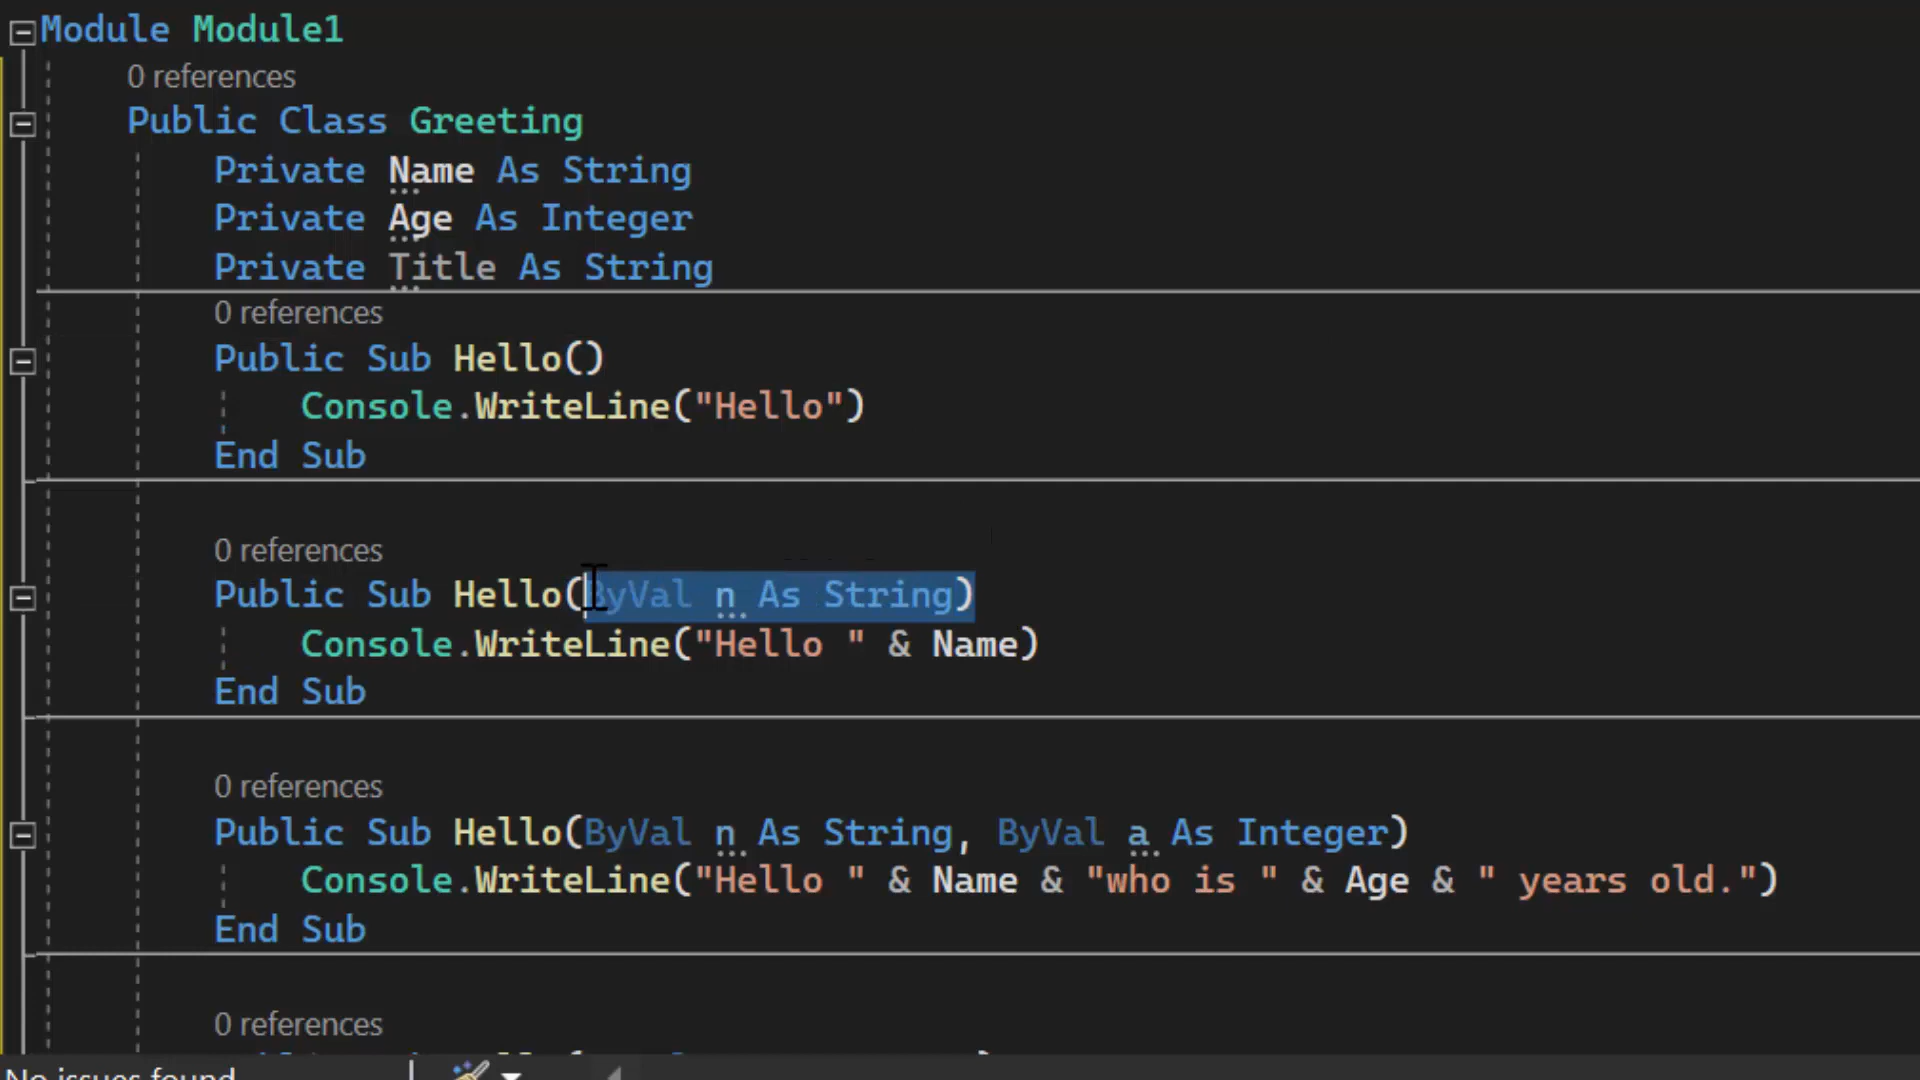 Module Module1
0 references
Public Class Greeting
Private Name As String
Private Age As Integer
Private Title As String
0 references
Public Sub Hello()
Console.WriteLine("Hello")
End Sub
0 references
Public Sub Hello(ByVal n As String)
Console.WriteLine("Hello " & Name)
End Sub
0 references
Public Sub Hello(ByVal n As String, ByVal a As Integer)
Console.WriteLine("Hello " & Name & "who is " & Age & " years old.")
End Sub
0 references
No issues found